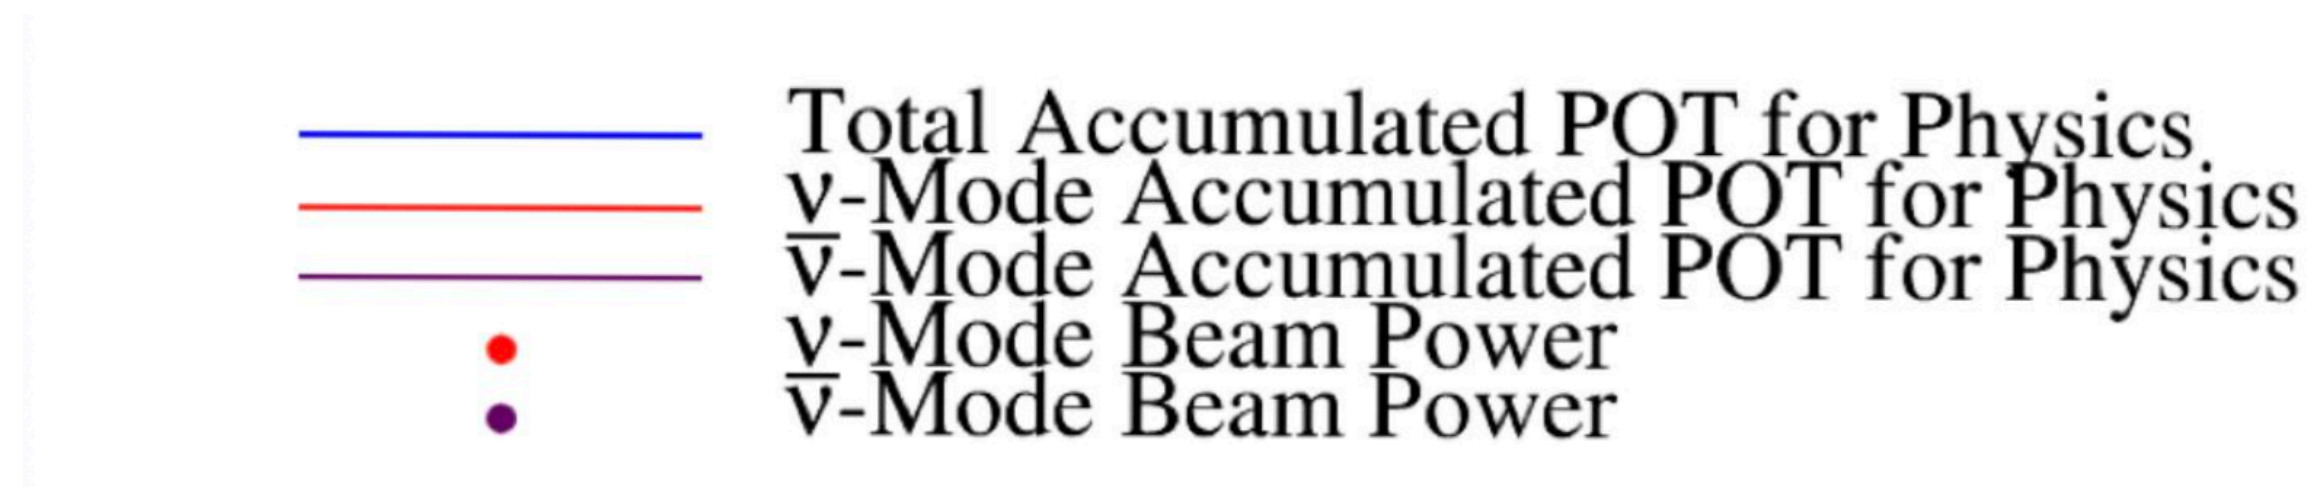 Total Accumulated POT for Physics
ν-Mode Accumulated POT for Physics
ν̅-Mode Accumulated POT for Physics
ν-Mode Beam Power
ν̅-Mode Beam Power